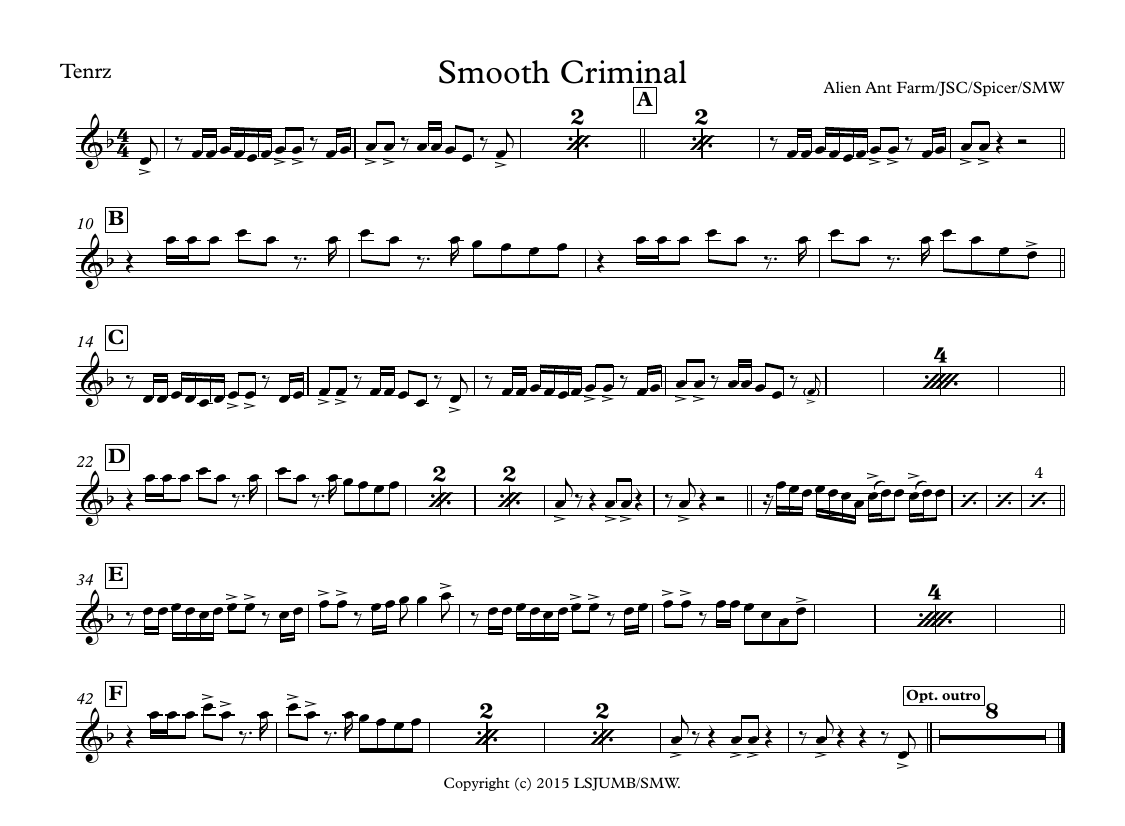 Tenrz
Smooth Criminal
Alien Ant Farm/JSC/Spicer/SMW
A
2 2
4
4
10 B
14 C
4
22 D
2 2 4
34 E
4
42 F
Opt. outro
2 2 8
Copyright (c) 2015 LSJUMB/SMW.